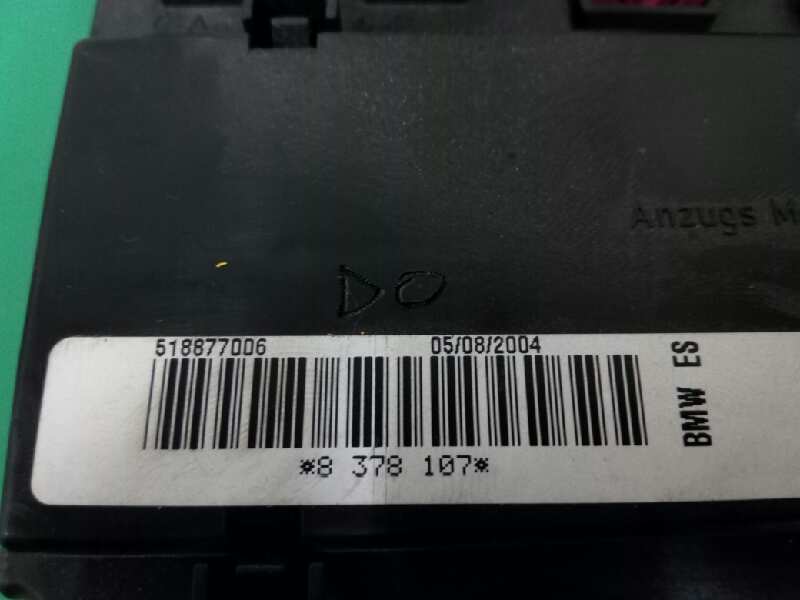 Anzugs
DO
518877006 05/08/2004
*8 378 107*
BMW ES